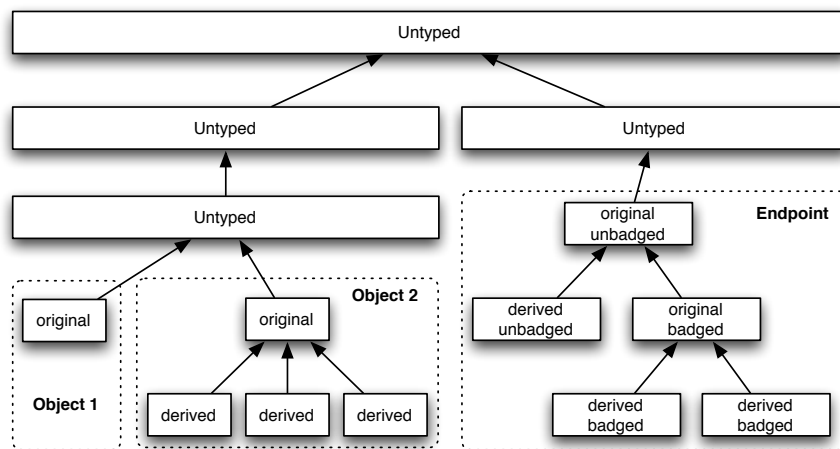 Untyped
Untyped
Untyped
Untyped
original
unbadged
Endpoint
Object 2
original
original
derived
unbadged
original
badged
Object 1
derived
derived
derived
derived
badged
derived
badged